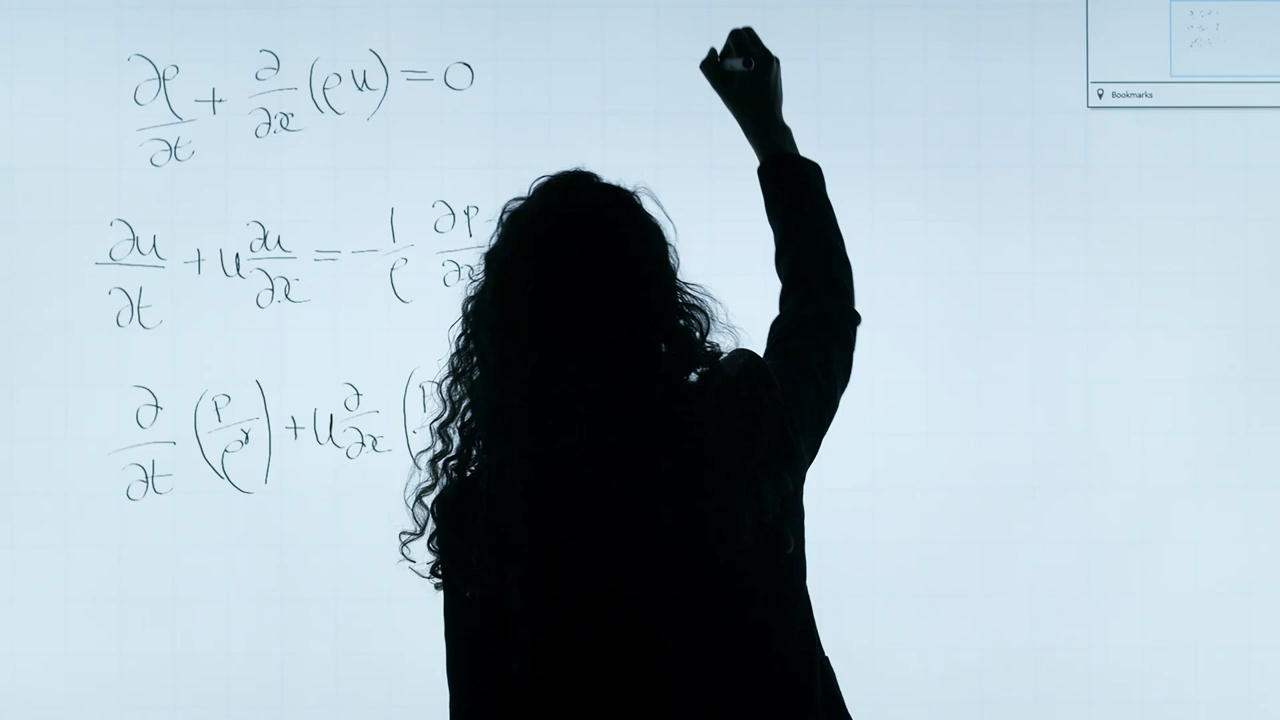 ∂ρ/∂t + ∂/∂x (ρu) = 0
∂u/∂t + u ∂u/∂x = - 1/ρ ∂p/∂x
∂/∂t (p/ρ^γ) + u ∂/∂x (p
Bookmarks